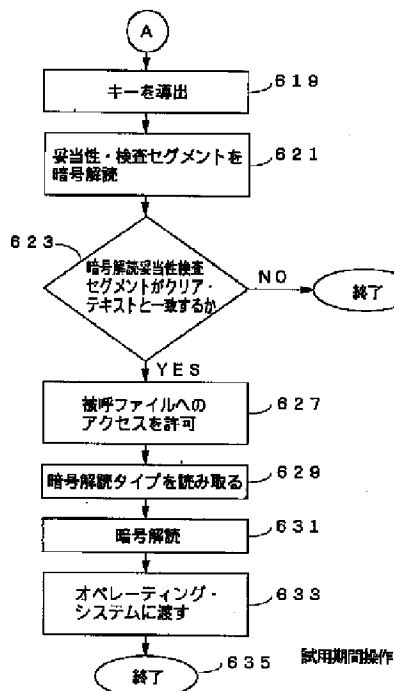 A
キーを導出
619
妥当性・検査セグメントを
暗号解読
621
623
暗号解読妥当性検査
セグメントがクリア・
テキストと一致するか
NO
終了
YES
被呼ファイルへの
アクセスを許可
627
暗号解読タイプを読み取る
629
暗号解読
631
オペレーティング・
システムに渡す
633
終了
635
試用期間操作